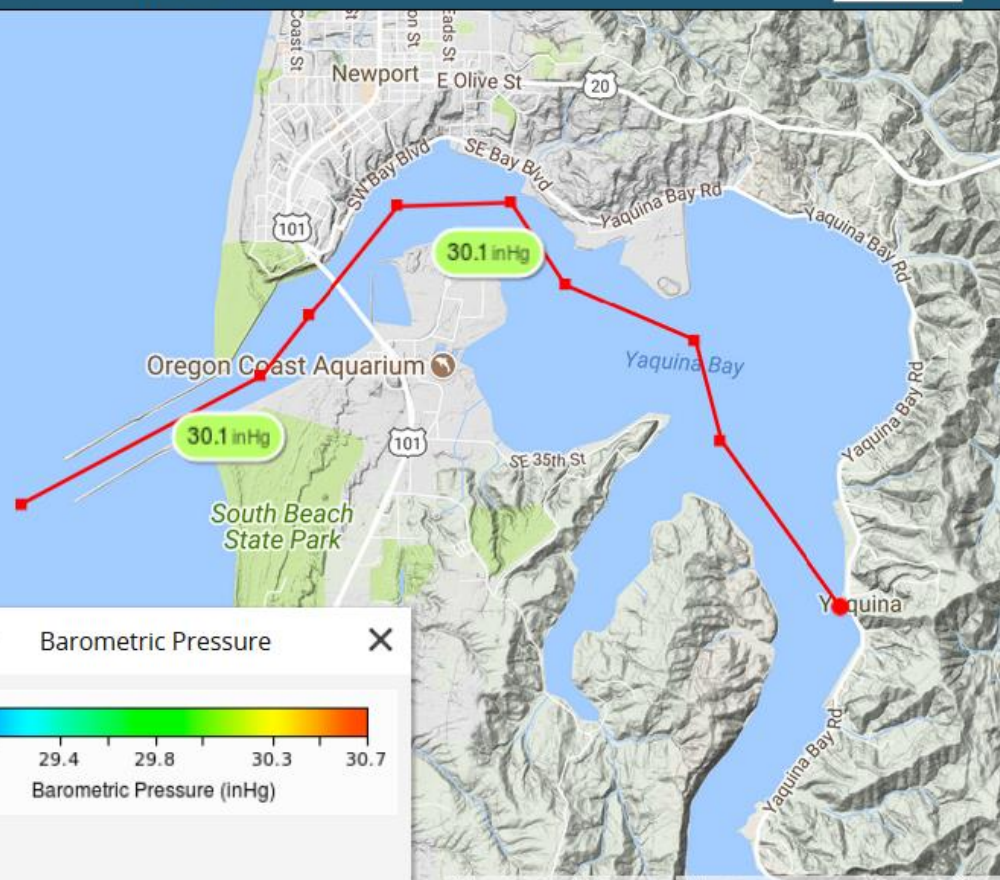 Coast St
St
on St
Eads St
Newport
E Olive St
20
SW Bay Blvd
SE Bay Blvd
Yaquina Bay Rd
Yaquina Bay Rd
101
30.1 inHg
Oregon Coast Aquarium
Yaquina Bay
Yaquina Bay Rd
30.1 inHg
101
SE 35th St
South Beach
State Park
Yaquina
Barometric Pressure
Yaquina Bay Rd
29.4 29.8 30.3 30.7
Barometric Pressure (inHg)